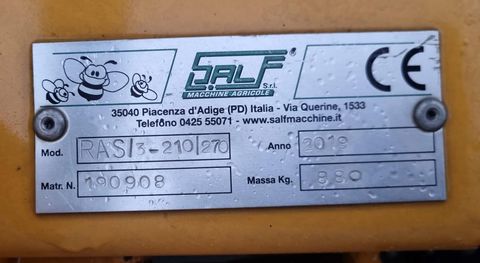 SALF S.r.l.
MACCHINE AGRICOLE
CE
35040 Piacenza d'Adige (PD) Italia - Via Querine, 1533
Telefono 0425 55071 - www.salfmacchine.it
Mod. RAS/3-210/270 Anno 2019
Matr. N. 190908 Massa Kg. 880